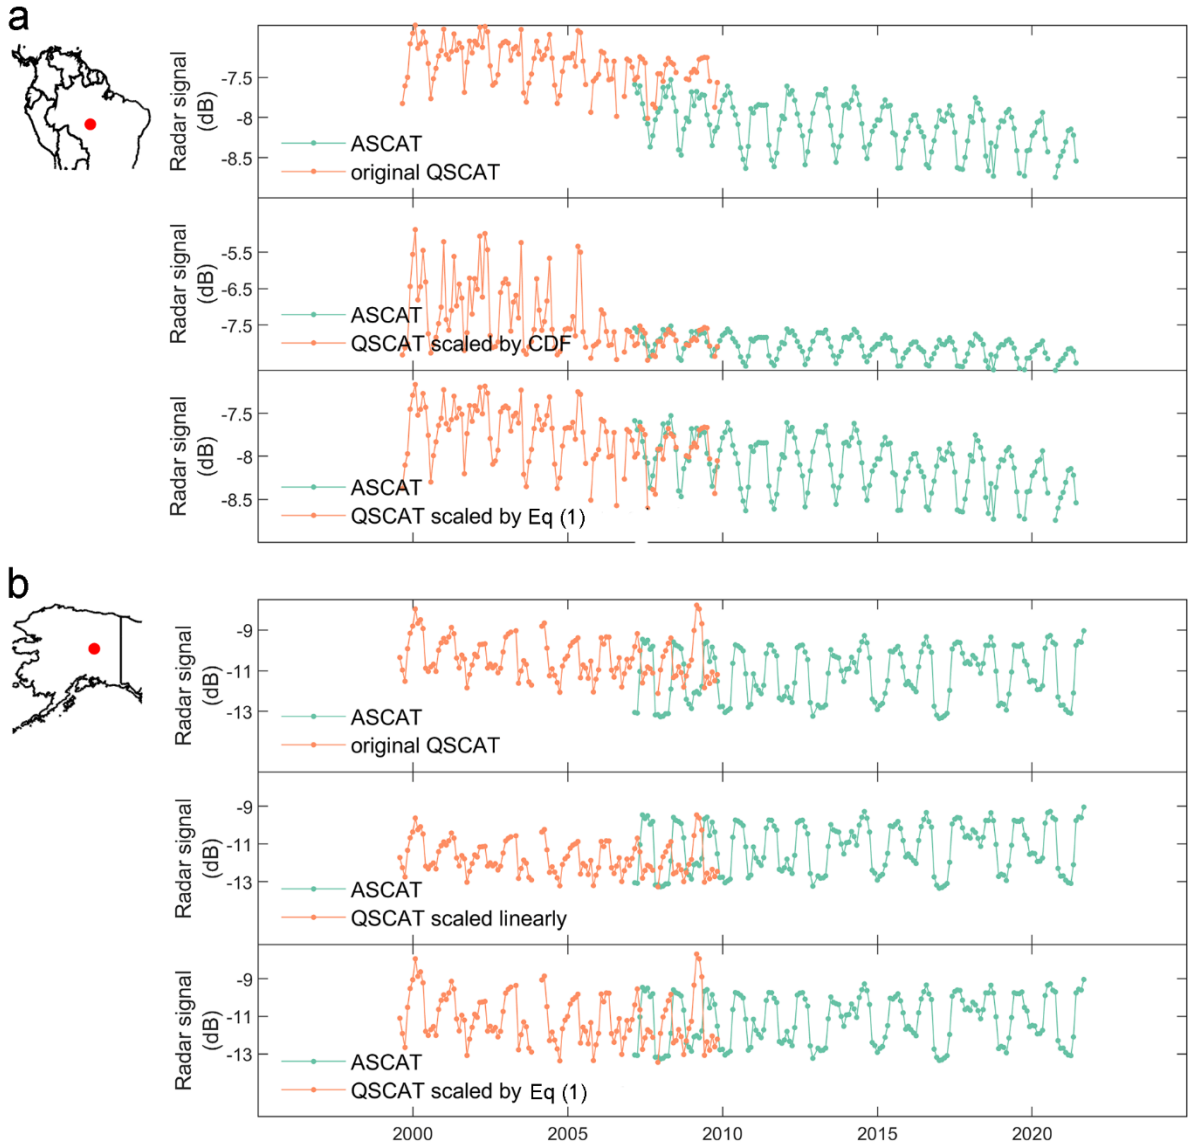 a
Radar signal
(dB)
-7.5
-8
-8.5
ASCAT
original QSCAT
Radar signal
(dB)
-5.5
-6.5
-7.5
ASCAT
QSCAT scaled by CDF
Radar signal
(dB)
-7.5
-8
-8.5
ASCAT
QSCAT scaled by Eq (1)
b
Radar signal
(dB)
-9
-11
-13
ASCAT
original QSCAT
Radar signal
(dB)
-9
-11
-13
ASCAT
QSCAT scaled linearly
Radar signal
(dB)
-9
-11
-13
ASCAT
QSCAT scaled by Eq (1)
2000 2005 2010 2015 2020